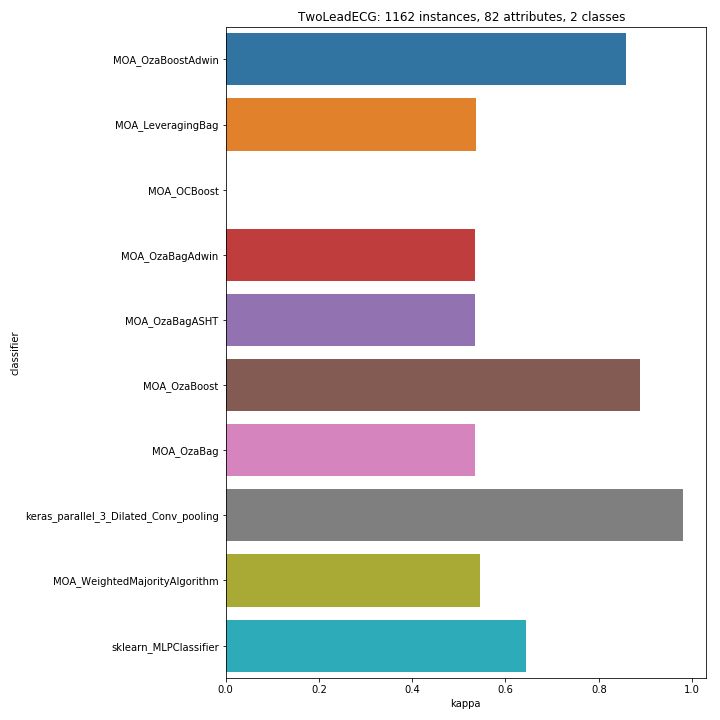 TwoLeadECG: 1162 instances, 82 attributes, 2 classes
MOA_OzaBoostAdwin
MOA_LeveragingBag
MOA_OCBoost
MOA_OzaBagAdwin
MOA_OzaBagASHT
MOA_OzaBoost
MOA_OzaBag
keras_parallel_3_Dilated_Conv_pooling
MOA_WeightedMajorityAlgorithm
sklearn_MLPClassifier
classifier
0.0 0.2 0.4 0.6 0.8 1.0
kappa